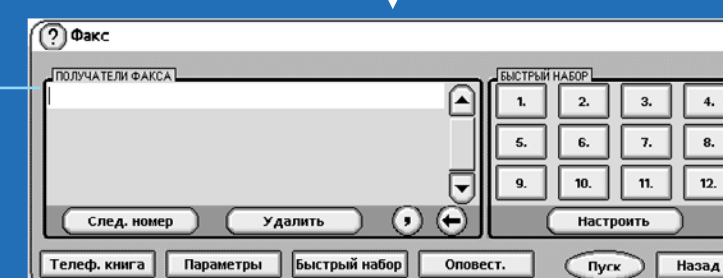 ? Факс
ПОЛУЧАТЕЛИ ФАКСА
БЫСТРЫЙ НАБОР
1. 2. 3. 4.
5. 6. 7. 8.
9. 10. 11. 12.
След. номер Удалить , Настроить
Телеф. книга Параметры Быстрый набор Оповест. Пуск Назад